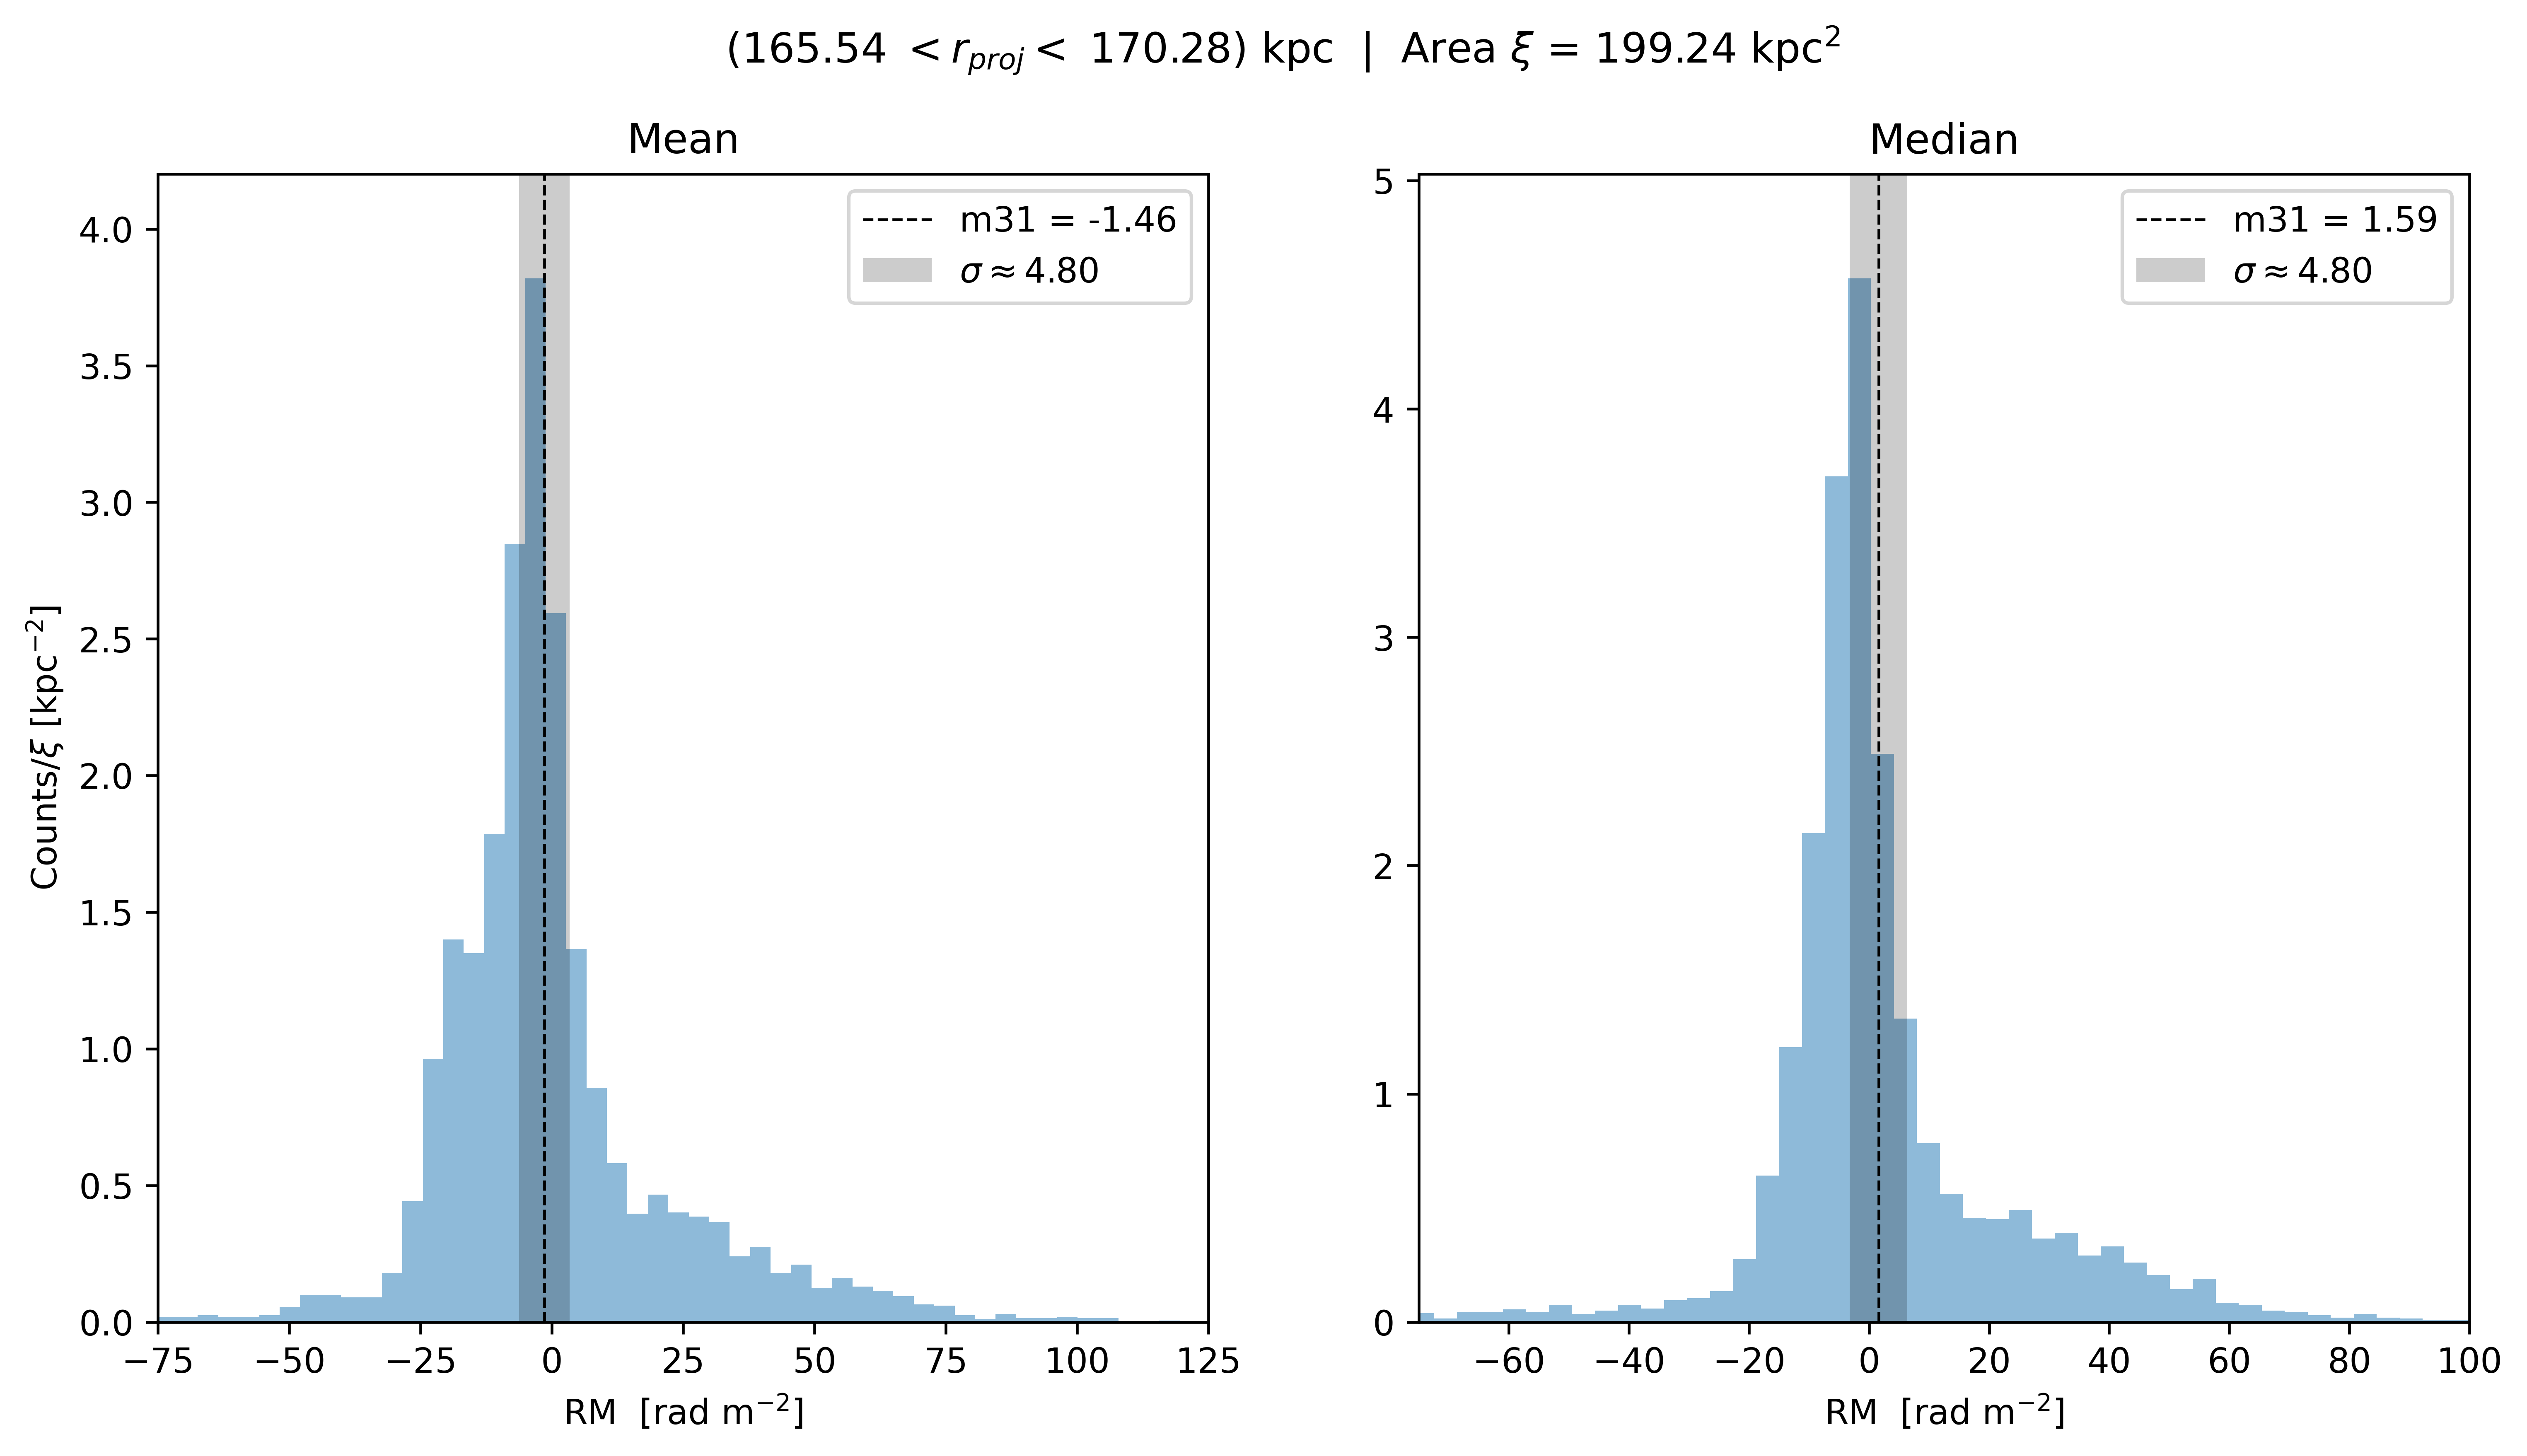 (165.54 < r_proj < 170.28) kpc | Area ξ = 199.24 kpc²
Mean
Median
m31 = -1.46
σ ≈ 4.80
m31 = 1.59
σ ≈ 4.80
Counts/ξ [kpc⁻²]
4.0
3.5
3.0
2.5
2.0
1.5
1.0
0.5
0.0
−75 −50 −25 0 25 50 75 100 125
RM [rad m⁻²]
5
4
3
2
1
0
−60 −40 −20 0 20 40 60 80 100
RM [rad m⁻²]